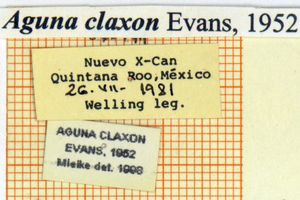 Aguna claxon Evans, 1952
Nuevo X-Can
Quintana Roo, México
26.VII-1981
Welling leg.
AGUNA CLAXON
EVANS, 1952
Mielke det. 1998